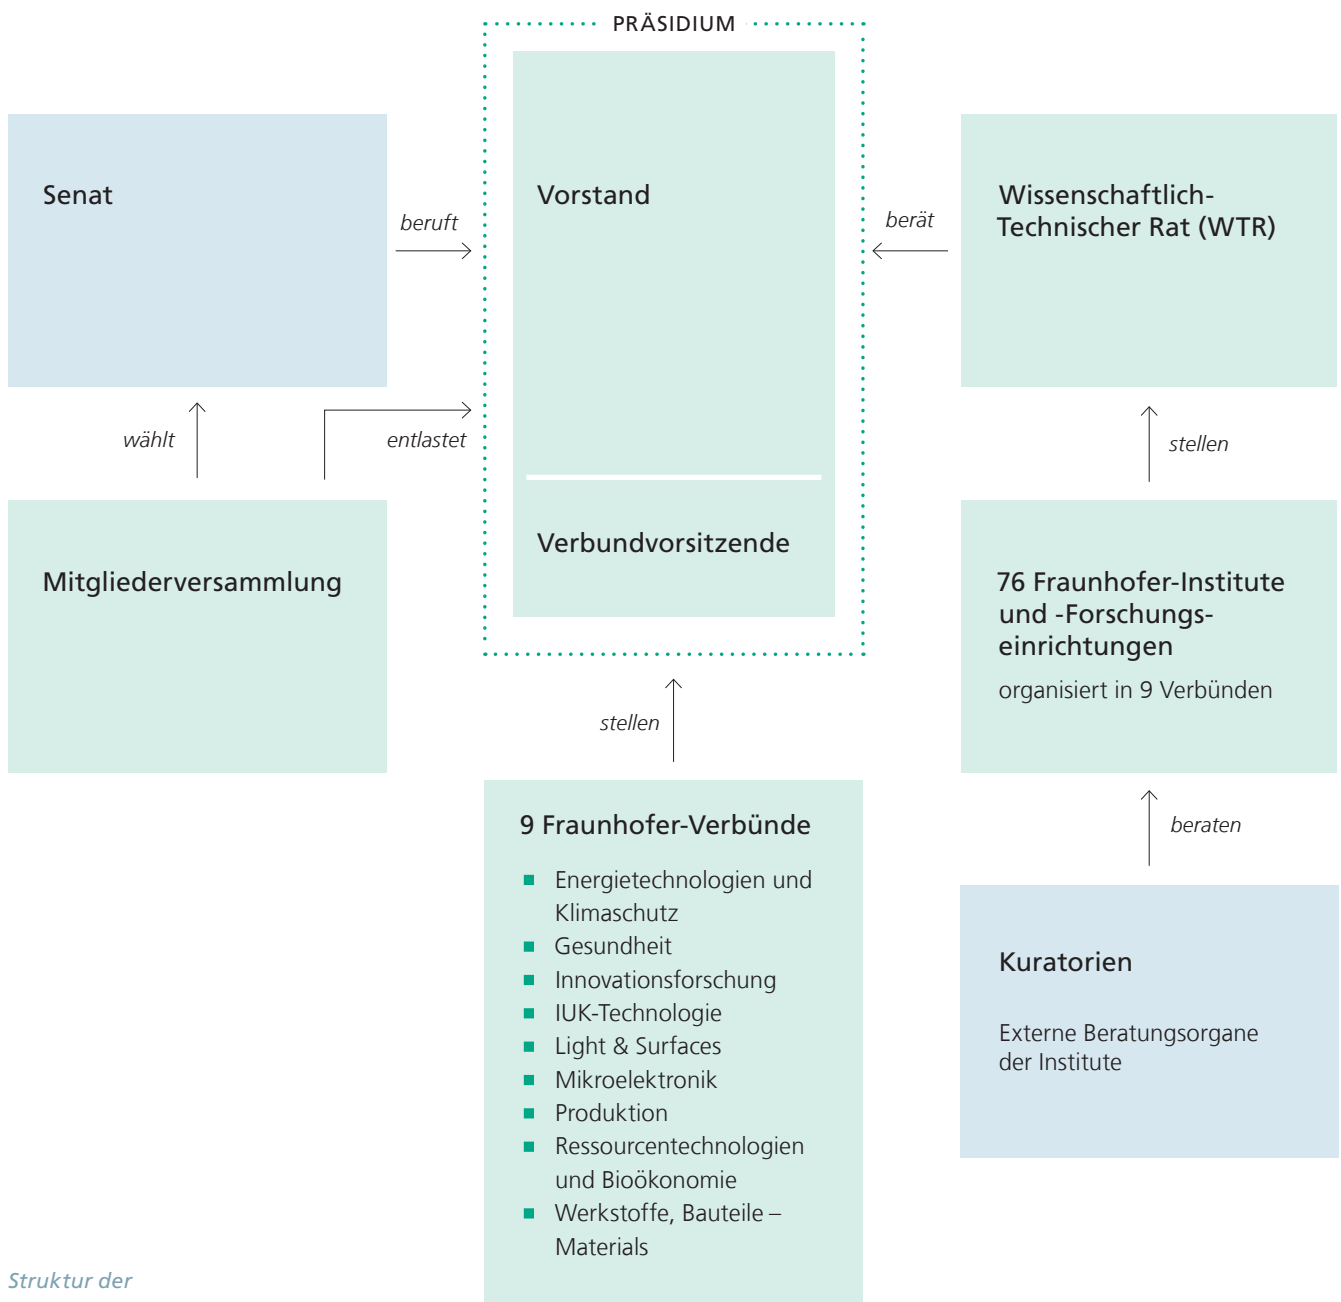 PRÄSIDIUM
Senat
beruft
Vorstand
berät
Wissenschaftlich-
Technischer Rat (WTR)
wählt
entlastet
stellen
Mitgliederversammlung
Verbundvorsitzende
76 Fraunhofer-Institute
und -Forschungs-
einrichtungen
organisiert in 9 Verbünden
stellen
9 Fraunhofer-Verbünde
Energietechnologien und
Klimaschutz
Gesundheit
Innovationsforschung
IUK-Technologie
Light & Surfaces
Mikroelektronik
Produktion
Ressourcentechnologien
und Bioökonomie
Werkstoffe, Bauteile –
Materials
beraten
Kuratorien
Externe Beratungsorgane
der Institute
Struktur der